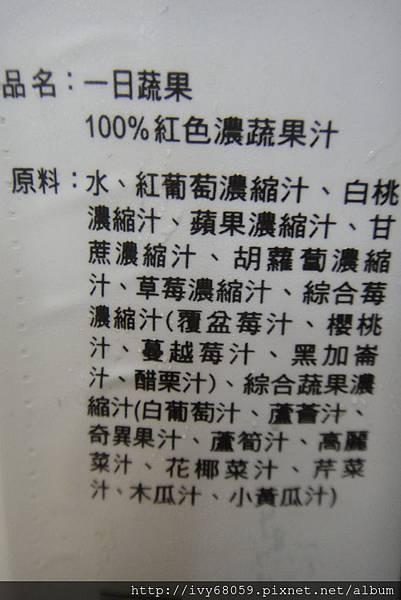 品名：一日蔬果
100%紅色濃蔬果汁
原料：水、紅葡萄濃縮汁、白桃
濃縮汁、蘋果濃縮汁、甘
蔗濃縮汁、胡蘿蔔濃縮
汁、草莓濃縮汁、綜合莓
濃縮汁(覆盆莓汁、櫻桃
汁、蔓越莓汁、黑加崙
汁、醋栗汁)、綜合蔬果濃
縮汁(白葡萄汁、蘆薈汁、
奇異果汁、蘆筍汁、高麗
菜汁、花椰菜汁、芹菜
汁、木瓜汁、小黃瓜汁)
http://ivy68059.pixnet.net/album